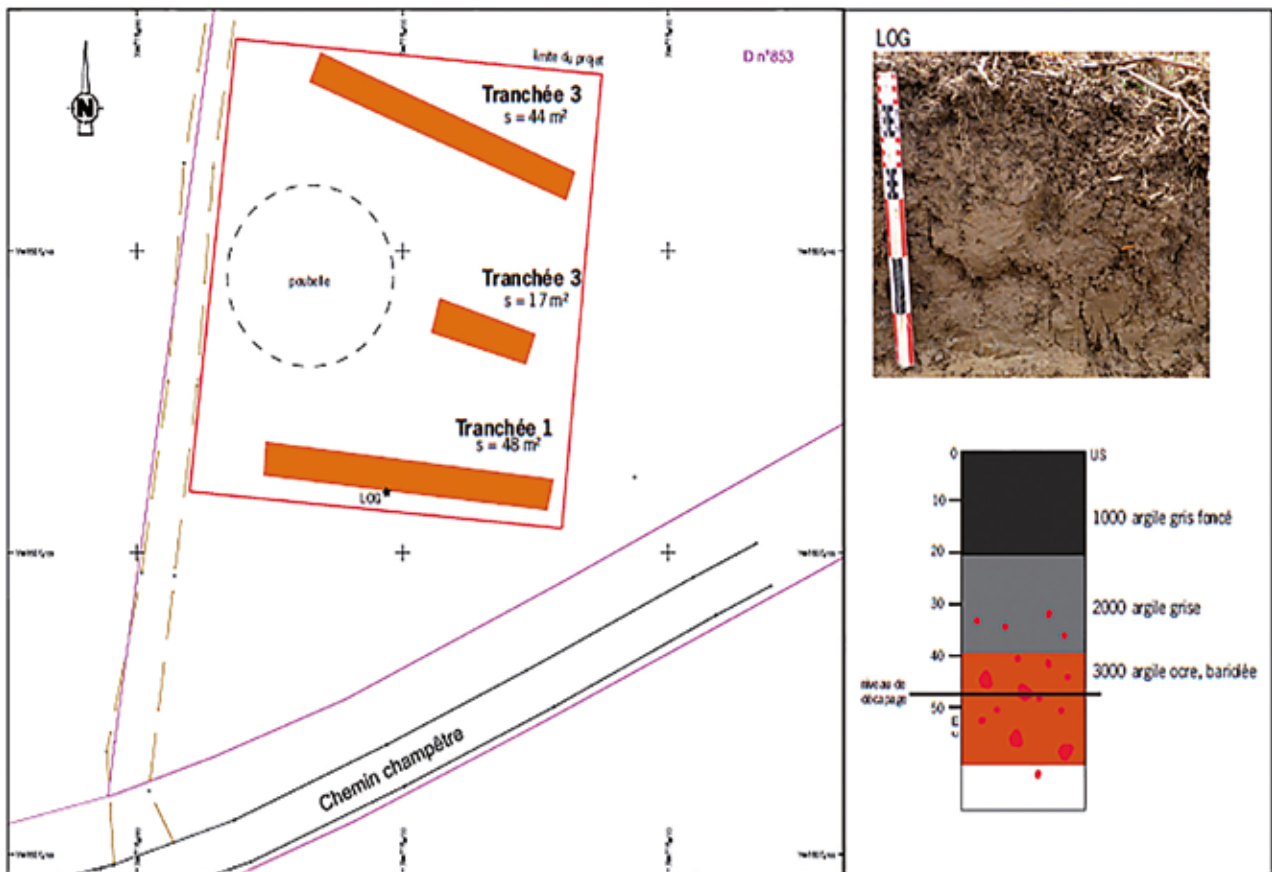 N
limite du projet
D n°853
Tranchée 3
s = 44 m²
poubelle
Tranchée 3
s = 17 m²
Tranchée 1
s = 48 m²
LOG
Chemin champêtre
LOG
0
US
10
1000 argile gris foncé
20
30
2000 argile grise
40
3000 argile ocre, bariolée
niveau de
décapage
50